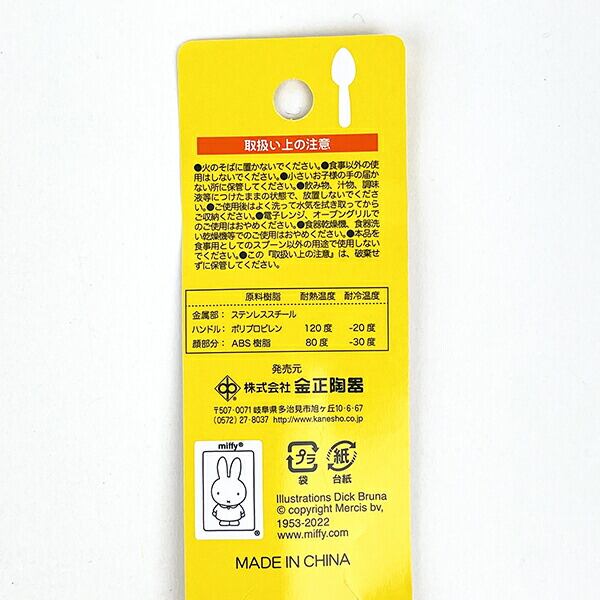 取扱い上の注意
●火のそばに置かないでください。●食事以外の使
用はしないでください。●小さいお子様の手の届か
ない所に保管してください。●飲み物、汁物、調味
液等につけたままの状態で、放置しないでくださ
い。●ご使用後はよく洗って水気を拭き取ってから
ご収納ください。●電子レンジ、オーブングリルで
のご使用はおやめください。●食器乾燥機、食器洗
い乾燥機等でのご使用はおやめください。●本品を
食事用としてのスプーン以外の用途で使用しない
でください。●この『取扱い上の注意』は、破棄せ
ずに保管してください。
原料樹脂 耐熱温度 耐冷温度
金属部: ステンレススチール
ハンドル: ポリプロピレン 120度 -20度
顔部分: ABS樹脂 80度 -30度
発売元
株式会社 金正陶器
〒507-0071 岐阜県多治見市旭ヶ丘10-6-67
(0572) 27-8037 http://www.kanesho.co.jp
miffy®
®
プラ
袋
紙
台紙
Illustrations Dick Bruna
© copyright Mercis bv,
1953-2022
www.miffy.com
MADE IN CHINA